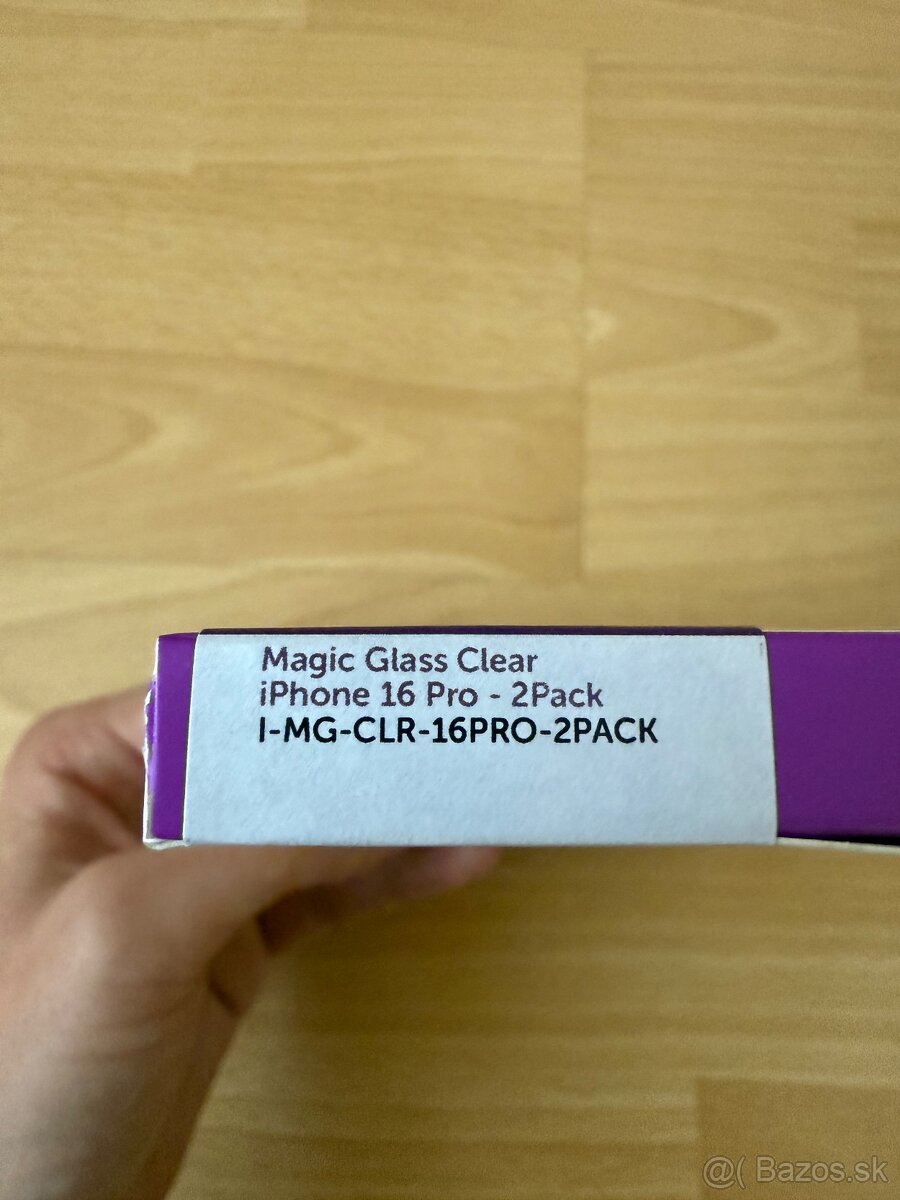 Magic Glass Clear
iPhone 16 Pro - 2Pack
I-MG-CLR-16PRO-2PACK
@( Bazos.sk